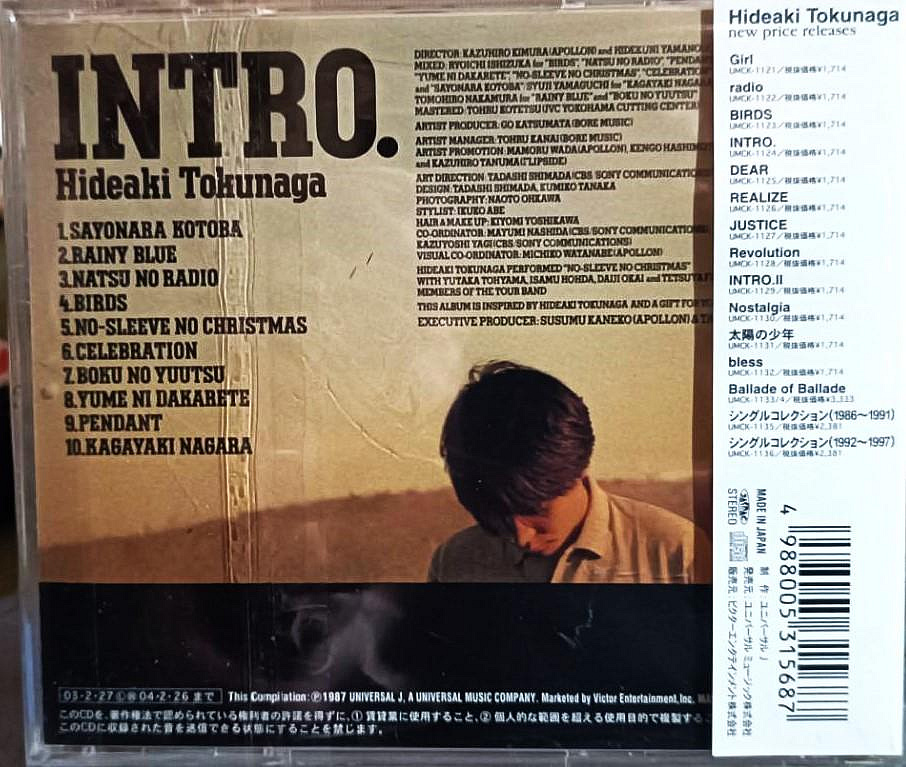 INTRO.
Hideaki Tokunaga
1.SAYONARA KOTOBA
2.RAINY BLUE
3.NATSU NO RADIO
4.BIRDS
5.NO-SLEEVE NO CHRISTMAS
6.CELEBRATION
7.BOKU NO YUUTSU
8.YUME NI DAKARETE
9.PENDANT
10.KAGAYAKI NAGARA
DIRECTOR: KAZUHIRO KIMURA (APOLLON) and HIDEKUNI YAMANO
MIXED: RYOICHI ISHIZUKA for "BIRDS", "NATSU NO RADIO", "PENDAN
"YUME NI DAKARETE", "NO-SLEEVE NO CHRISTMAS", "CELEBRATION"
and "SAYONARA KOTOBA" SYUJI YAMAGUCHI for "KAGAYAKI NAGARA
TOMOHIRO NAKAMURA for "RAINY BLUE" and "BOKU NO YUUTSU"
MASTERED: TOHRU KOTETSU(JVC YOKOHAMA CUTTING CENTER)
ARTIST PRODUCER: GO KATSUMATA (BORE MUSIC)
ARTIST MANAGER: TOHRU KANAI (BORE MUSIC)
ARTIST PROMOTION: MAMORU WADA (APOLLON), KENGO HASHIM
and KAZUHIRO TANUMA (FLIPSIDE)
ART DIRECTION: TADASHI SHIMADA (CBS/SONY COMMUNICATION
DESIGN: TADASHI SHIMADA, KUMIKO TANAKA
PHOTOGRAPHY: NAOTO OHKAWA
STYLIST: IKUKO ABE
HAIR & MAKE UP: KIYOMI YOSHIKAWA
CO-ORDINATOR: MAYUMI NASHIDA (CBS/SONY COMMUNICATIONS)
KAZUYOSHI YAGI (CBS/SONY COMMUNICATIONS)
VISUAL CO-ORDINATOR: MICHIKO WATANABE (APOLLON)
HIDEAKI TOKUNAGA PERFORMED "NO-SLEEVE NO CHRISTMAS"
WITH YUTAKA TOHYAMA, ISAMU OHODA, DAIJI OKAI and TETSUYA
MEMBERS OF THE TOUR BAND
THIS ALBUM IS INSPIRED BY HIDEAKI TOKUNAGA AND A GIFT FOR
EXECUTIVE PRODUCER: SUSUMU KANEKO (APOLLON) &
03・2・27 04・2・26 まで
This Compilation: ℗1987 UNIVERSAL J, A UNIVERSAL MUSIC COMPANY. Marketed by Victor Entertainment, Inc.
このCDを、著作権法で認められている権利者の許諾を得ずに、① 賃貸業に使用すること、② 個人的な範囲を超える使用目的で複製する
このCDに収録された音を送信できる状態にすることを禁じます。
Hideaki Tokunaga
new price releases
Girl
UMCK-1121／税抜価格¥1,714
radio
UMCK-1122／税抜価格¥1,714
BIRDS
UMCK-1123／税抜価格¥1,714
INTRO.
UMCK-1124／税抜価格¥1,714
DEAR
UMCK-1125／税抜価格¥1,714
REALIZE
UMCK-1126／税抜価格¥1,714
JUSTICE
UMCK-1127／税抜価格¥1,714
Revolution
UMCK-1128／税抜価格¥1,714
INTRO.II
UMCK-1129／税抜価格¥1,714
Nostalgia
UMCK-1130／税抜価格¥1,714
太陽の少年
UMCK-1131／税抜価格¥1,714
bless
UMCK-1132／税抜価格¥1,714
Ballade of Ballade
UMCK-1133/4／税抜価格¥3,333
シングルコレクション(1986～1991)
UMCK-1135／税抜価格¥2,381
シングルコレクション(1992～1997)
UMCK-1136／税抜価格¥2,381
4 988005 315687
MADE IN JAPAN 制 作：ユニバーサル J
発売元：ユニバーサル ミュージック株式会社
STEREO 販売元：ビクターエンタテインメント株式会社